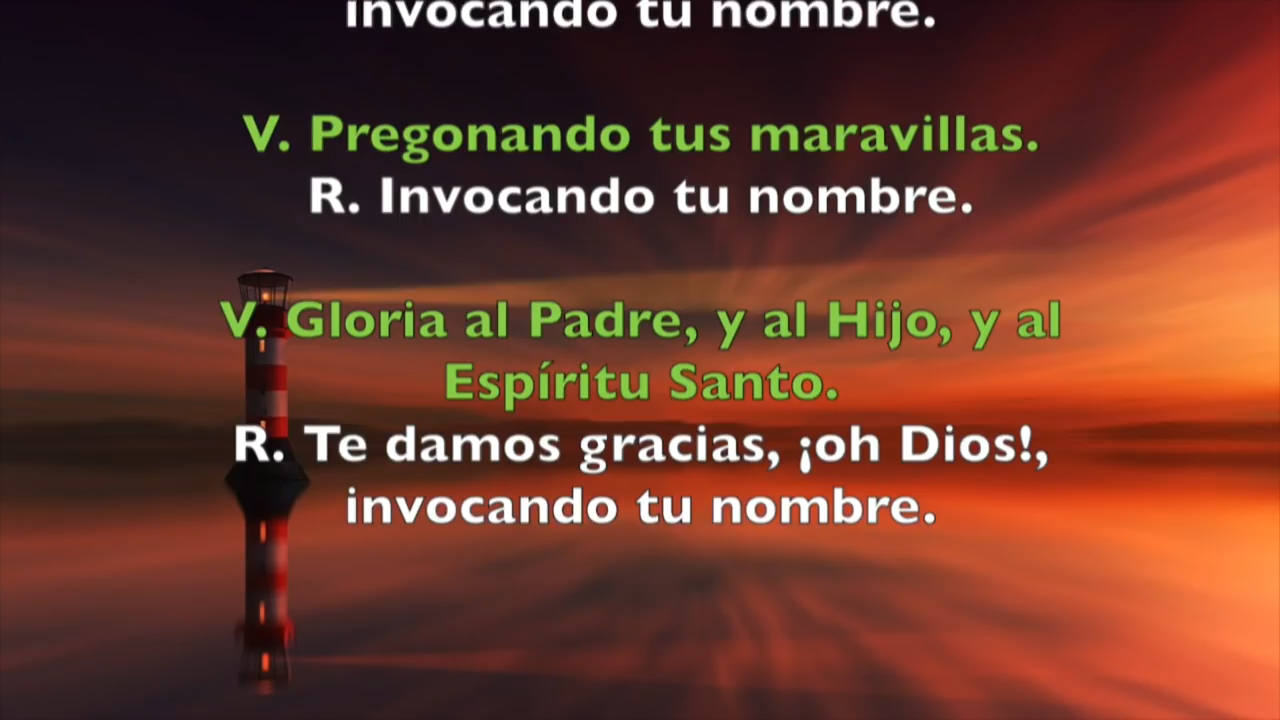 invocando tu nombre.
V. Pregonando tus maravillas.
R. Invocando tu nombre.
V. Gloria al Padre, y al Hijo, y al
Espíritu Santo.
R. Te damos gracias, ¡oh Dios!,
invocando tu nombre.